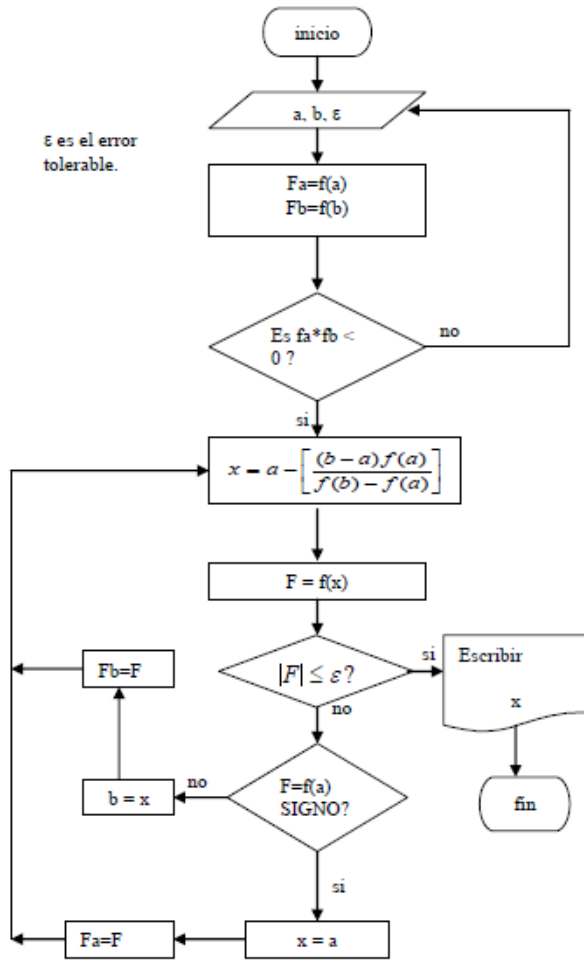 inicio
a, b, ε
ε es el error
tolerable.
Fa=f(a)
Fb=f(b)
Es fa*fb <
0 ?
no
si
x = a − [ (b − a) f(a) / f(b) − f(a) ]
F = f(x)
|F| ≤ ε?
si
Escribir
x
no
Fb=F
F=f(a)
SIGNO?
no
b = x
fin
si
x = a
Fa=F